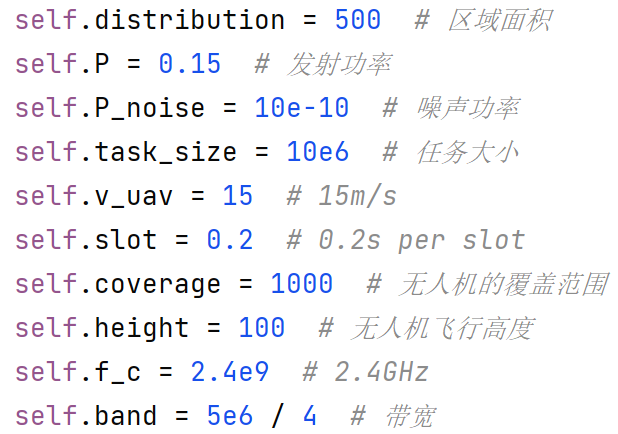 self.distribution = 500  # 区域面积
self.P = 0.15  # 发射功率
self.P_noise = 10e-10  # 噪声功率
self.task_size = 10e6  # 任务大小
self.v_uav = 15  # 15m/s
self.slot = 0.2  # 0.2s per slot
self.coverage = 1000  # 无人机的覆盖范围
self.height = 100  # 无人机飞行高度
self.f_c = 2.4e9  # 2.4GHz
self.band = 5e6 / 4  # 带宽